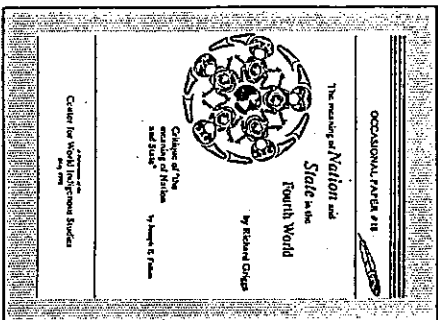 OCCASIONAL PAPER #18
The meaning of Nation and
State in the
Fourth World
by Richard Griggs
Critique of "the
meaning of Nation
and State"
by Joseph E. Fallon
Center for World Indigenous Studies